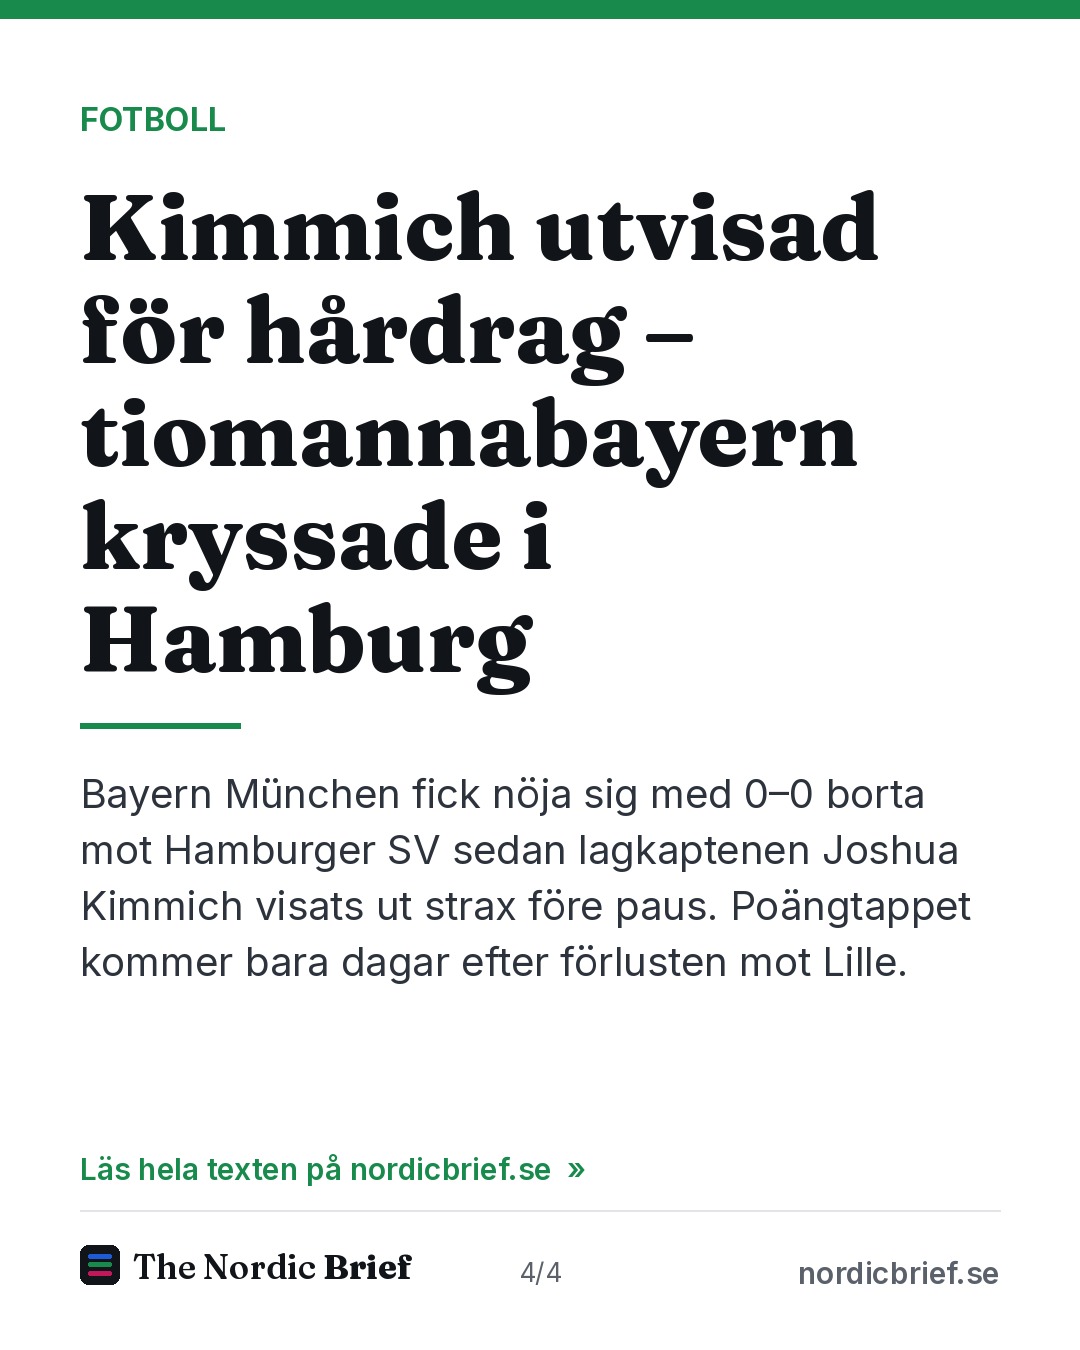 FOTBOLL
Kimmich utvisad
för hårdrag –
tiomannabayern
kryssade i
Hamburg
Bayern München fick nöja sig med 0–0 borta
mot Hamburger SV sedan lagkaptenen Joshua
Kimmich visats ut strax före paus. Poängtappet
kommer bara dagar efter förlusten mot Lille.
Läs hela texten på nordicbrief.se »
The Nordic Brief
4/4
nordicbrief.se